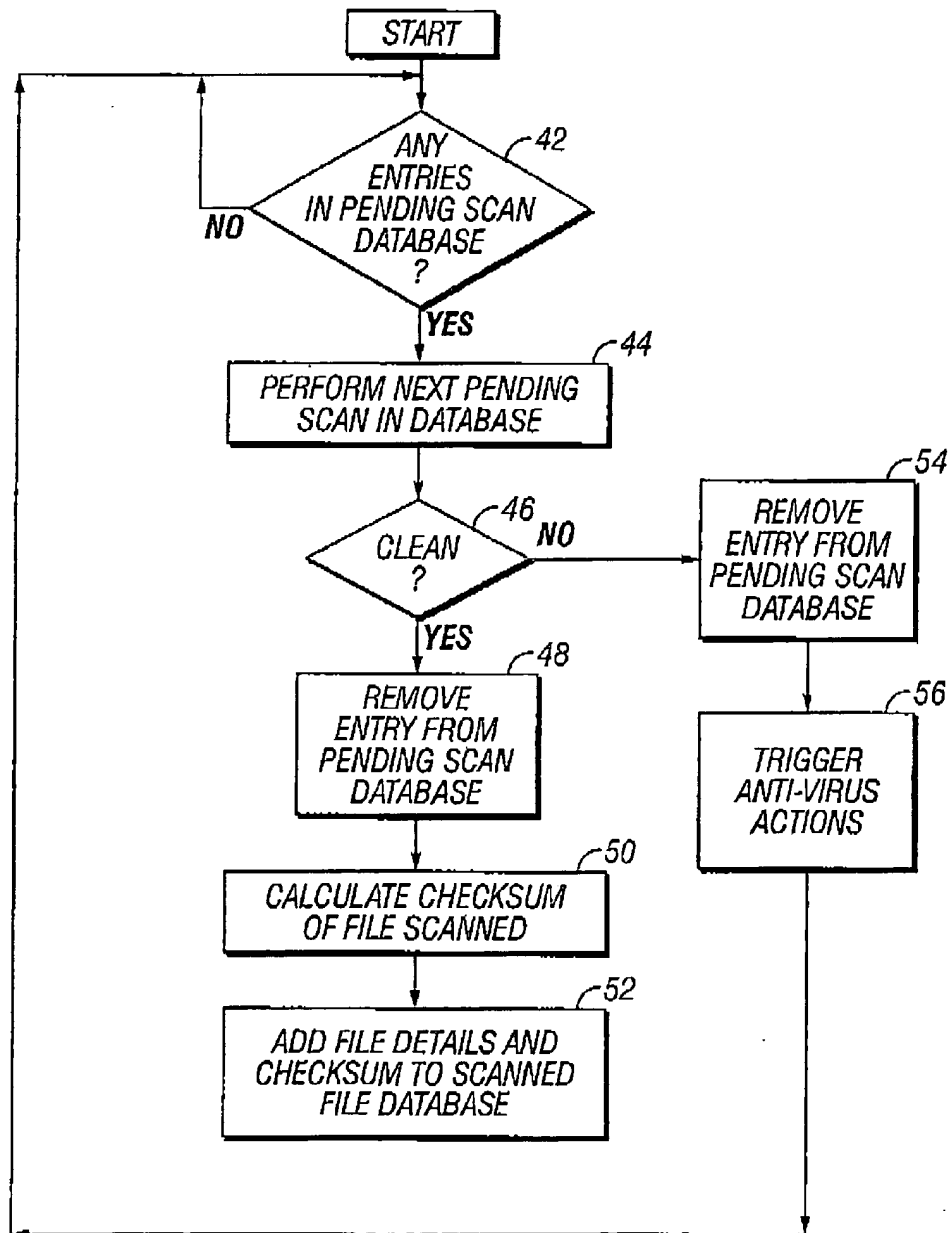 START
42
ANY
ENTRIES
IN PENDING SCAN
DATABASE
?
NO
YES
44
PERFORM NEXT PENDING
SCAN IN DATABASE
46
CLEAN
?
NO
YES
54
REMOVE
ENTRY FROM
PENDING SCAN
DATABASE
48
REMOVE
ENTRY FROM
PENDING SCAN
DATABASE
56
TRIGGER
ANTI-VIRUS
ACTIONS
50
CALCULATE CHECKSUM
OF FILE SCANNED
52
ADD FILE DETAILS AND
CHECKSUM TO SCANNED
FILE DATABASE